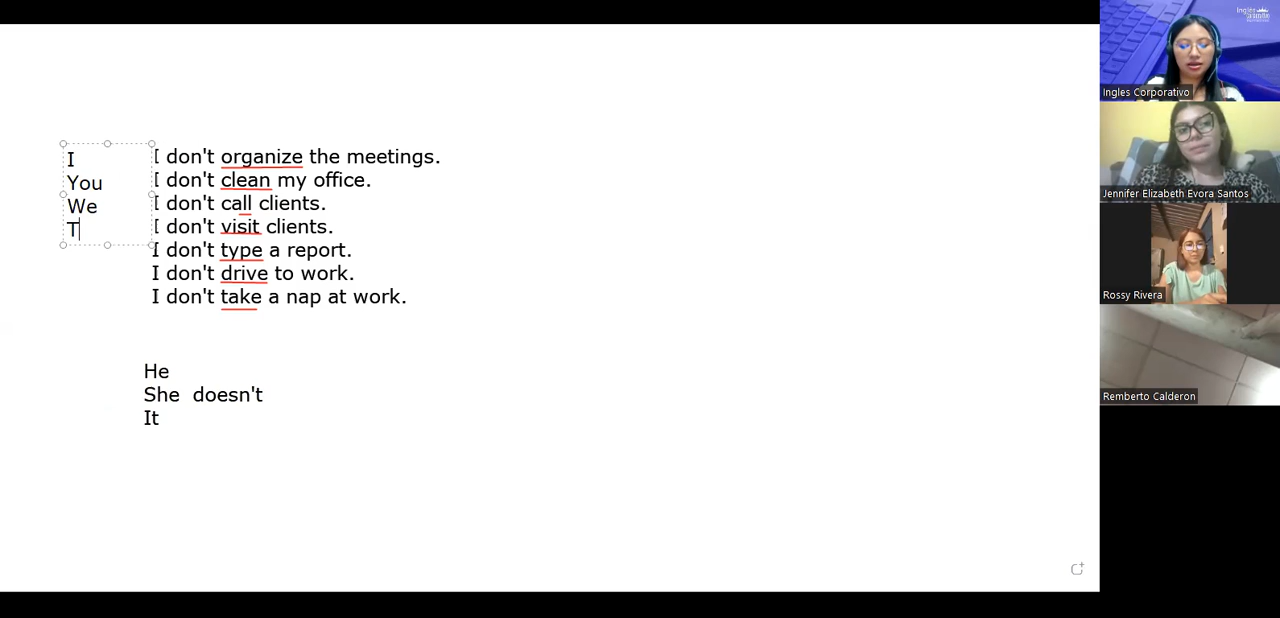 I
You
We
T
I don't organize the meetings.
I don't clean my office.
I don't call clients.
I don't visit clients.
I don't type a report.
I don't drive to work.
I don't take a nap at work.
He
She doesn't
It
Ingles Corporativo
Jennifer Elizabeth Evora Santos
Rossy Rivera
Remberto Calderon